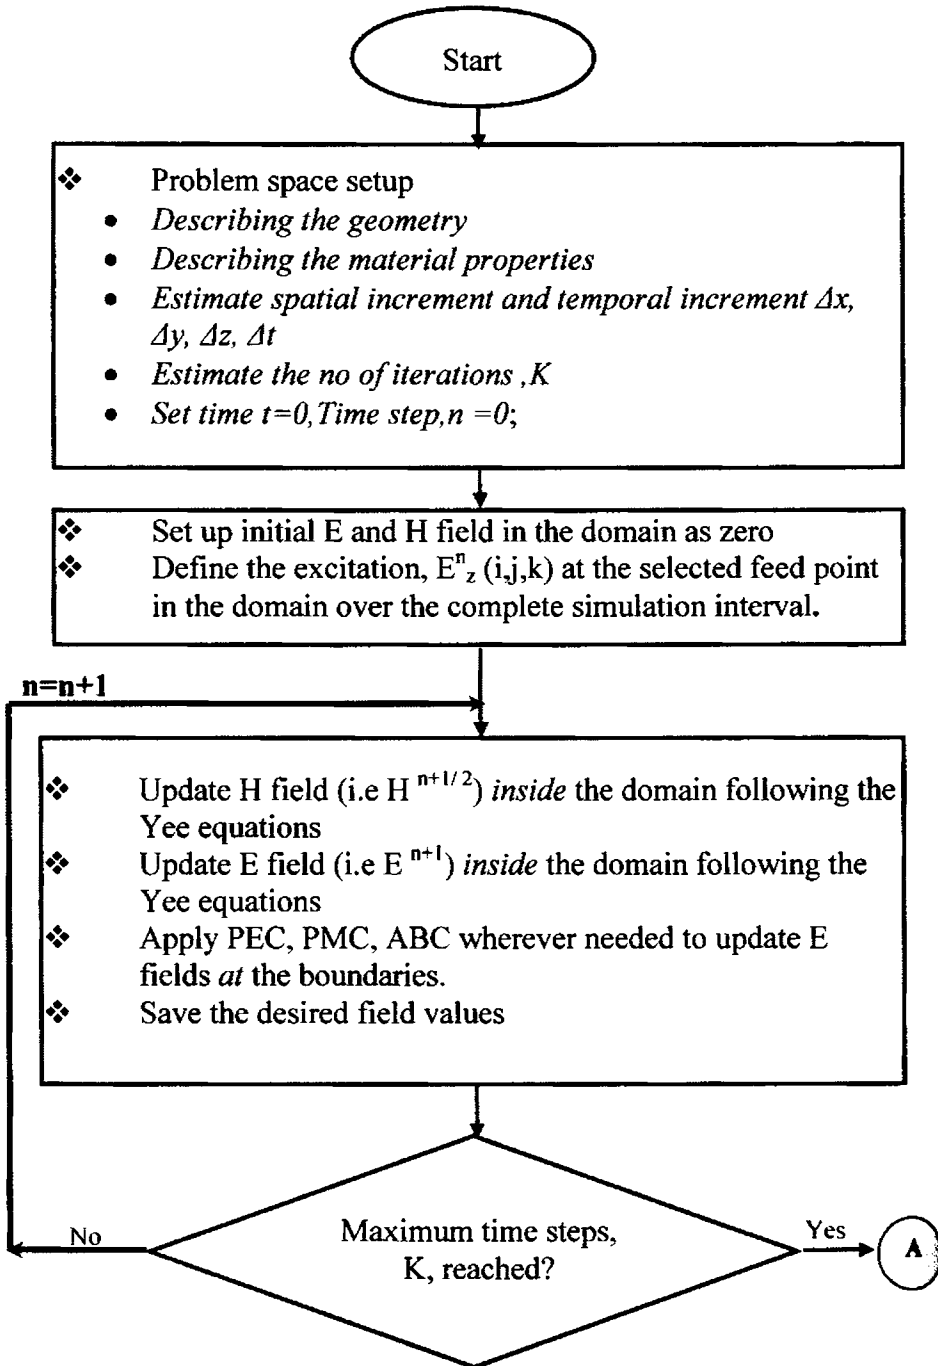 Start
❖ Problem space setup
• Describing the geometry
• Describing the material properties
• Estimate spatial increment and temporal increment Δx,
Δy, Δz, Δt
• Estimate the no of iterations ,K
• Set time t=0,Time step,n =0;
❖ Set up initial E and H field in the domain as zero
❖ Define the excitation, Eⁿz (i,j,k) at the selected feed point
in the domain over the complete simulation interval.
n=n+1
❖ Update H field (i.e H ⁿ⁺¹/²) inside the domain following the
Yee equations
❖ Update E field (i.e E ⁿ⁺¹) inside the domain following the
Yee equations
❖ Apply PEC, PMC, ABC wherever needed to update E
fields at the boundaries.
❖ Save the desired field values
No
Maximum time steps,
K, reached?
Yes
A